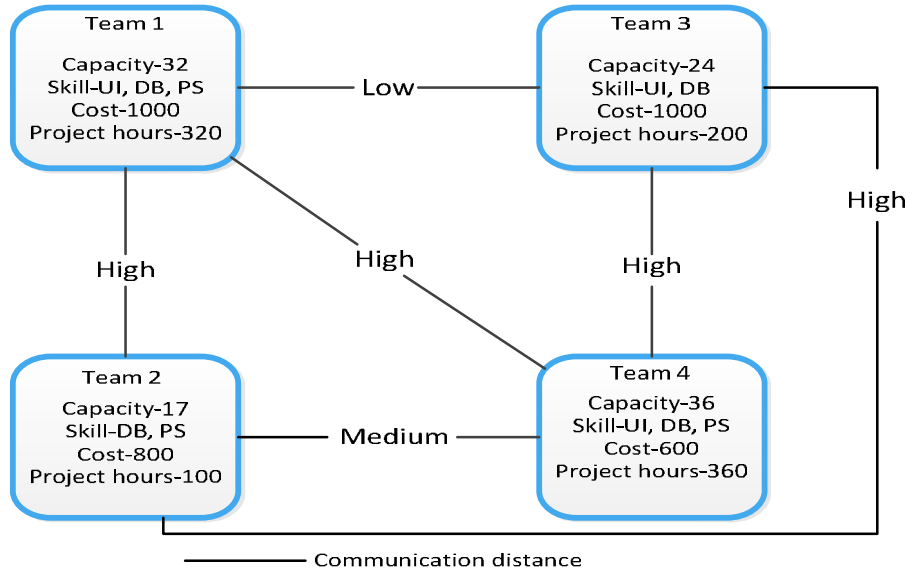 Team 1
Capacity-32
Skill-UI, DB, PS
Cost-1000
Project hours-320
Low
Team 3
Capacity-24
Skill-UI, DB
Cost-1000
Project hours-200
High
High
High
High
Team 2
Capacity-17
Skill-DB, PS
Cost-800
Project hours-100
Medium
Team 4
Capacity-36
Skill-UI, DB, PS
Cost-600
Project hours-360
Communication distance